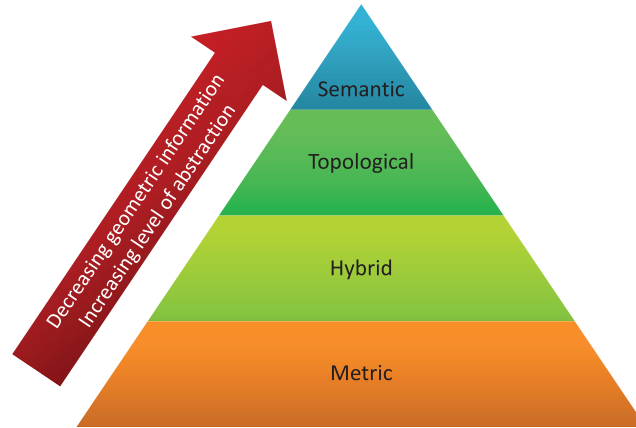 Decreasing geometric information
Increasing level of abstraction
Semantic
Topological
Hybrid
Metric